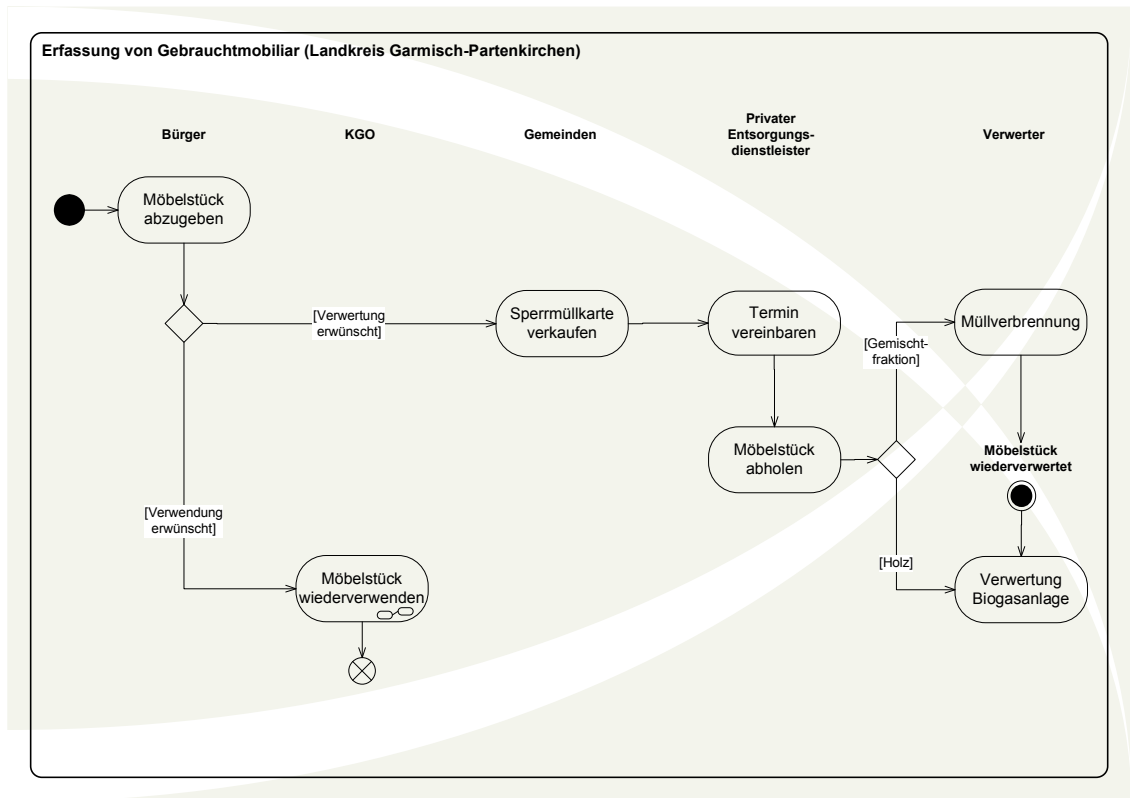 Erfassung von Gebrauchtmobiliar (Landkreis Garmisch-Partenkirchen)
Bürger
KGO
Gemeinden
Privater
Entsorgungs-
dienstleister
Verwerter
Möbelstück
abzugeben
[Verwertung
erwünscht]
Sperrmüllkarte
verkaufen
Termin
vereinbaren
[Gemischt-
fraktion]
Müllverbrennung
Möbelstück
abholen
Möbelstück
wiederverwertet
[Verwendung
erwünscht]
Möbelstück
wiederverwenden
[Holz]
Verwertung
Biogasanlage